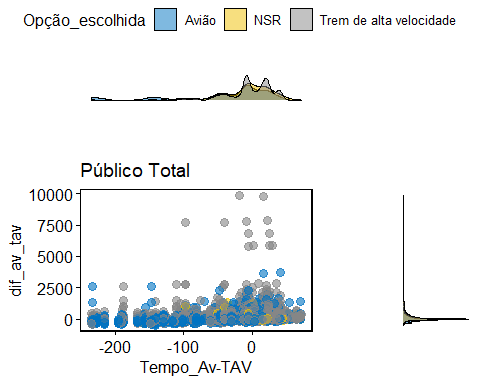 Opção_escolhida Avião NSR Trem de alta velocidade
Público Total
10000
7500
5000
2500
0
dif_av_tav
-200 -100 0
Tempo_Av-TAV